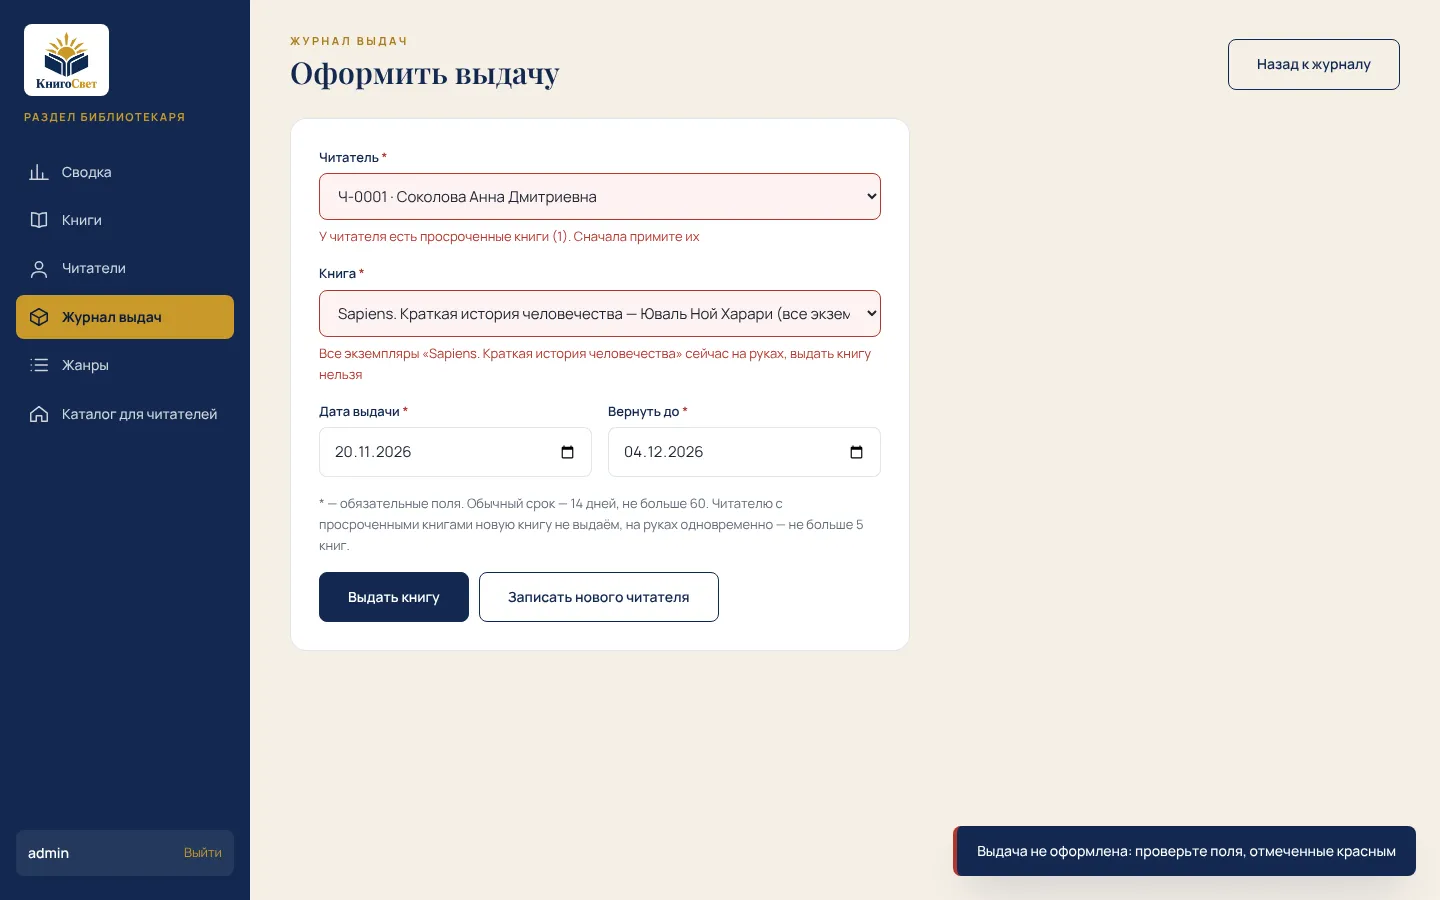 КнигоСвет
РАЗДЕЛ БИБЛИОТЕКАРЯ
Сводка
Книги
Читатели
Журнал выдач
Жанры
Каталог для читателей
admin
Выйти
ЖУРНАЛ ВЫДАЧ
Оформить выдачу
Назад к журналу
Читатель *
Ч-0001 · Соколова Анна Дмитриевна
У читателя есть просроченные книги (1). Сначала примите их
Книга *
Sapiens. Краткая история человечества — Юваль Ной Харари (все экзем
Все экземпляры «Sapiens. Краткая история человечества» сейчас на руках, выдать книгу
нельзя
Дата выдачи *
20.11.2026
Вернуть до *
04.12.2026
* — обязательные поля. Обычный срок — 14 дней, не больше 60. Читателю с
просроченными книгами новую книгу не выдаём, на руках одновременно — не больше 5
книг.
Выдать книгу
Записать нового читателя
Выдача не оформлена: проверьте поля, отмеченные красным